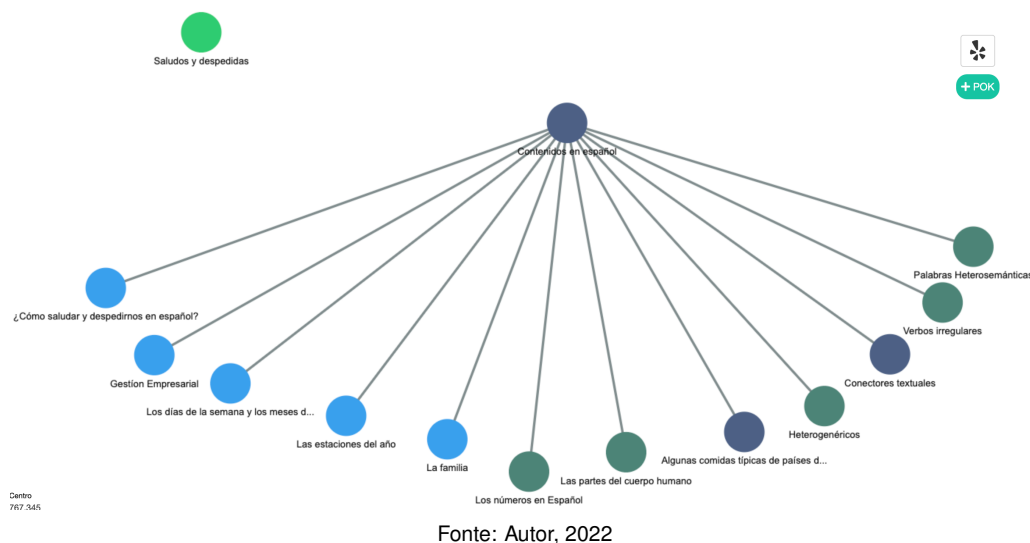 Saludos y despedidas
+ POK
Contenidos en español
Palabras Heterosemánticas
¿Cómo saludar y despedirnos en español?
Verbos irregulares
Gestíon Empresarial
Conectores textuales
Los días de la semana y los meses d...
Las estaciones del año
Heterogenéricos
La familia
Algunas comidas típicas de países d...
Las partes del cuerpo humano
Los números en Español
Centro
767,345
Fonte: Autor, 2022